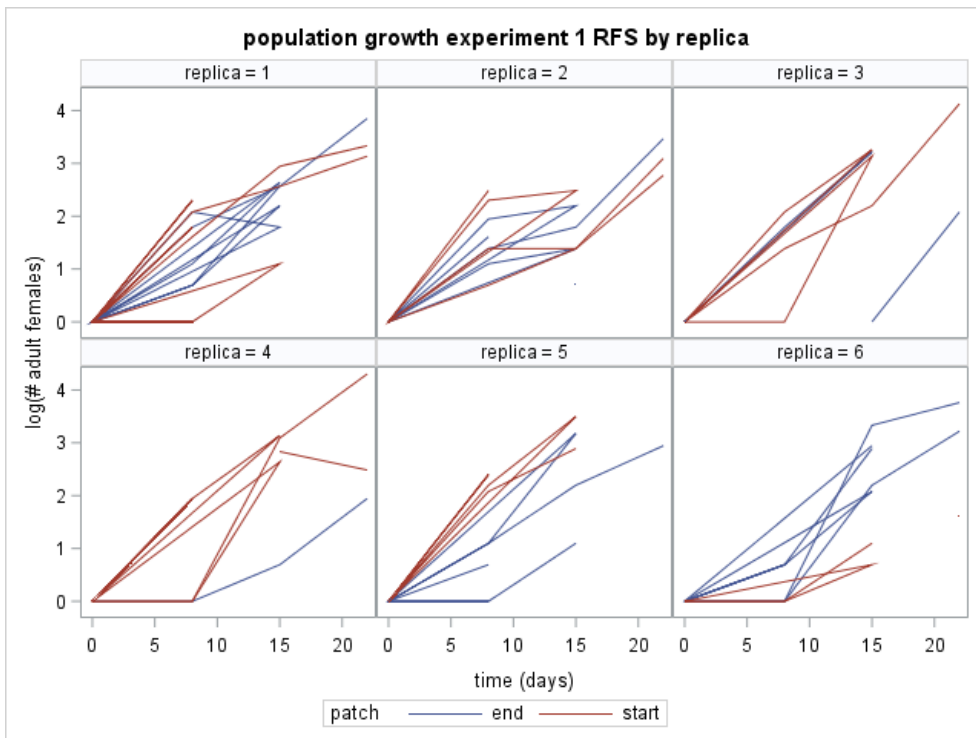 population growth experiment 1 RFS by replica
replica = 1 replica = 2 replica = 3
4
3
2
1
0
replica = 4 replica = 5 replica = 6
4
3
2
1
0
log(# adult females)
0 5 10 15 20 0 5 10 15 20 0 5 10 15 20
time (days)
patch end start